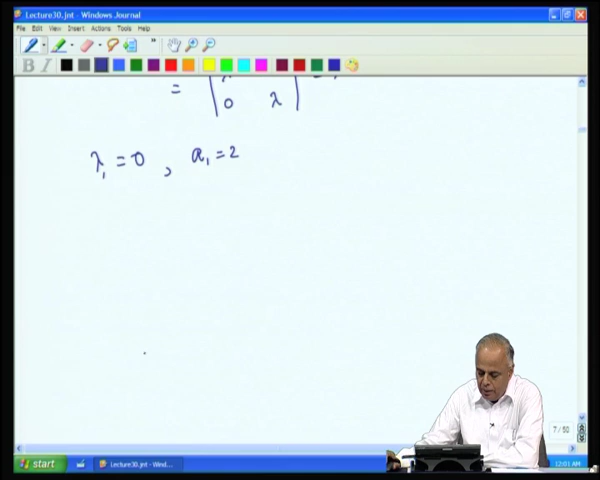 Lecture30.jnt - Windows Journal
File Edit View Insert Actions Tools Help
B I
= | 0 λ |
λ₁ = 0 , a₁ = 2
7 / 50
start Lecture30.jnt - Wind...
12:01 AM